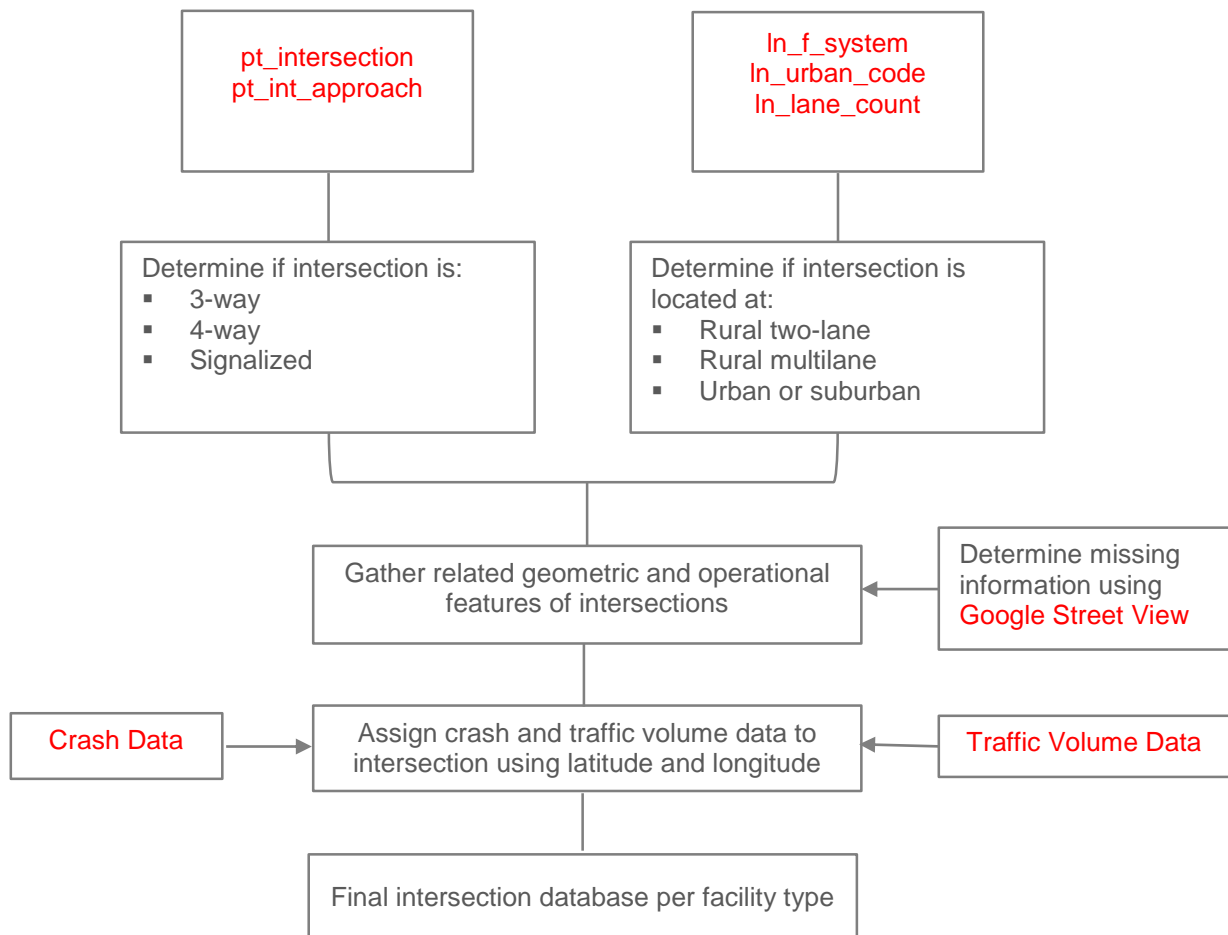 pt_intersection
pt_int_approach
ln_f_system
ln_urban_code
ln_lane_count
Determine if intersection is:
▪ 3-way
▪ 4-way
▪ Signalized
Determine if intersection is
located at:
▪ Rural two-lane
▪ Rural multilane
▪ Urban or suburban
Gather related geometric and operational
features of intersections
Determine missing
information using
Google Street View
Crash Data
Assign crash and traffic volume data to
intersection using latitude and longitude
Traffic Volume Data
Final intersection database per facility type